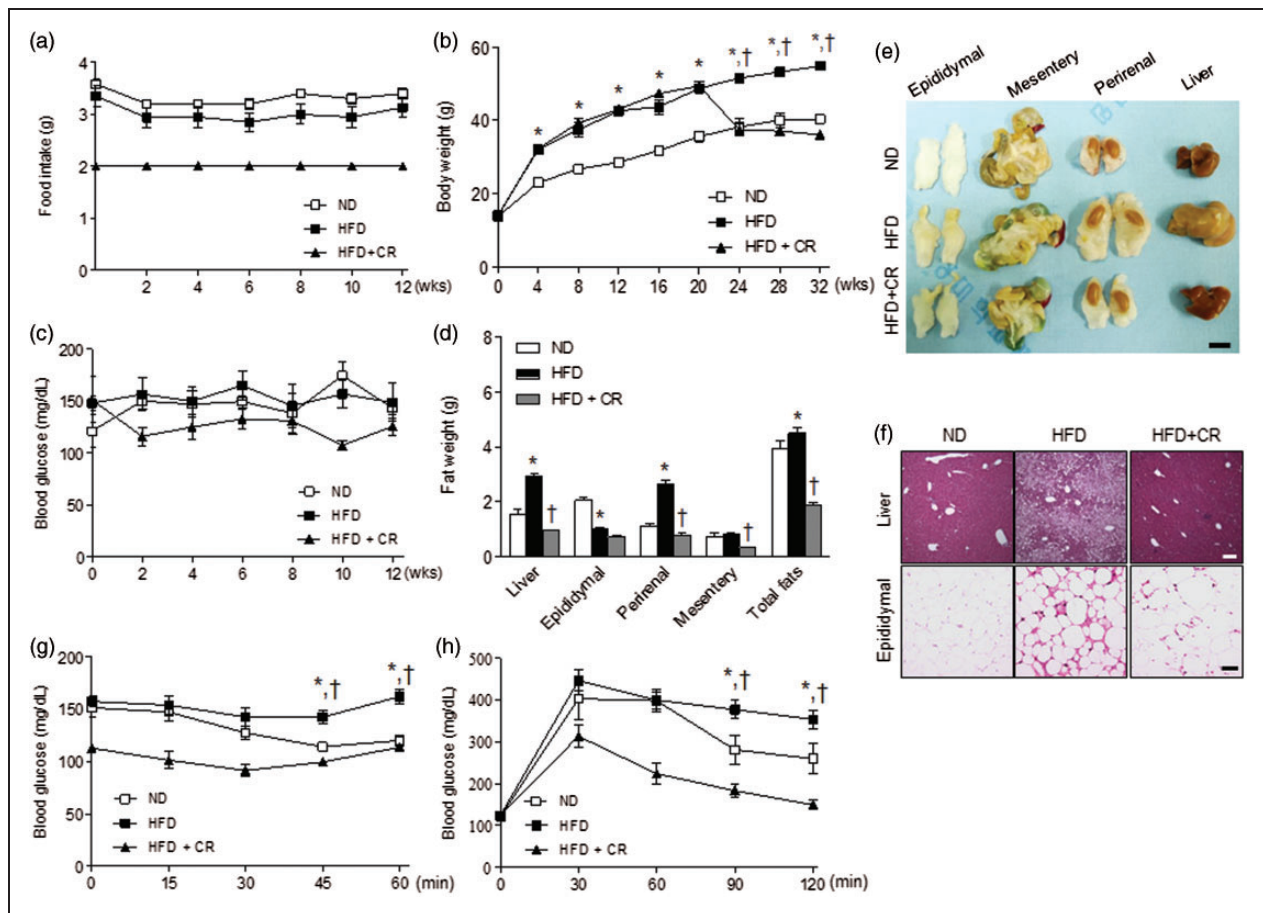 (a)
Food intake (g)
4
3
2
1
0
ND
HFD
HFD+CR
2 4 6 8 10 12 (wks)
(b)
Body weight (g)
60
40
20
0
* * * * * *,† *,† *,†
ND
HFD
HFD + CR
0 4 8 12 16 20 24 28 32 (wks)
(c)
Blood glucose (mg/dL)
200
150
100
50
0
ND
HFD
HFD + CR
0 2 4 6 8 10 12 (wks)
(d)
Fat weight (g)
8
6
4
2
0
ND
HFD
HFD + CR
* † * * † † * †
Liver
Epididymal
Perirenal
Mesentery
Total fats
(e)
Epididymal
Mesentery
Perirenal
Liver
ND
HFD
HFD+CR
(f)
ND HFD HFD+CR
Liver
Epididymal
(g)
Blood glucose (mg/dL)
200
150
100
50
0
*,† *,†
ND
HFD
HFD + CR
0 15 30 45 60 (min)
(h)
Blood glucose (mg/dL)
500
400
300
200
100
0
*,† *,†
ND
HFD
HFD + CR
0 30 60 90 120 (min)